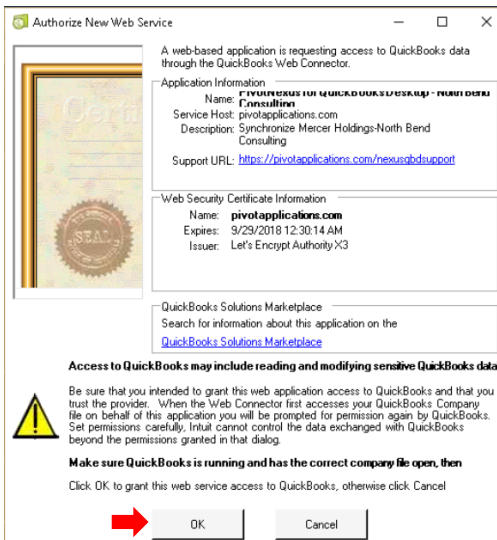 Authorize New Web Service
A web-based application is requesting access to QuickBooks data
through the QuickBooks Web Connector.
Application Information
Name: PivotNexus for QuickBooks Desktop - North Bend
Consulting
Service Host: pivotapplications.com
Description: Synchronize Mercer Holdings-North Bend
Consulting
Support URL: https://pivotapplications.com/nexusqbdsupport
Web Security Certificate Information
Name: pivotapplications.com
Expires: 9/29/2018 12:30:14 AM
Issuer: Let's Encrypt Authority X3
QuickBooks Solutions Marketplace
Search for information about this application on the
QuickBooks Solutions Marketplace
Access to QuickBooks may include reading and modifying sensitive QuickBooks data
Be sure that you intended to grant this web application access to QuickBooks and that you
trust the provider. When the Web Connector first accesses your QuickBooks Company
file on behalf of this application you will be prompted for permission again by QuickBooks.
Set permissions carefully, Intuit cannot control the data exchanged with QuickBooks
beyond the permissions granted in that dialog.
Make sure QuickBooks is running and has the correct company file open, then
Click OK to grant this web service access to QuickBooks, otherwise click Cancel
OK
Cancel
SEAL